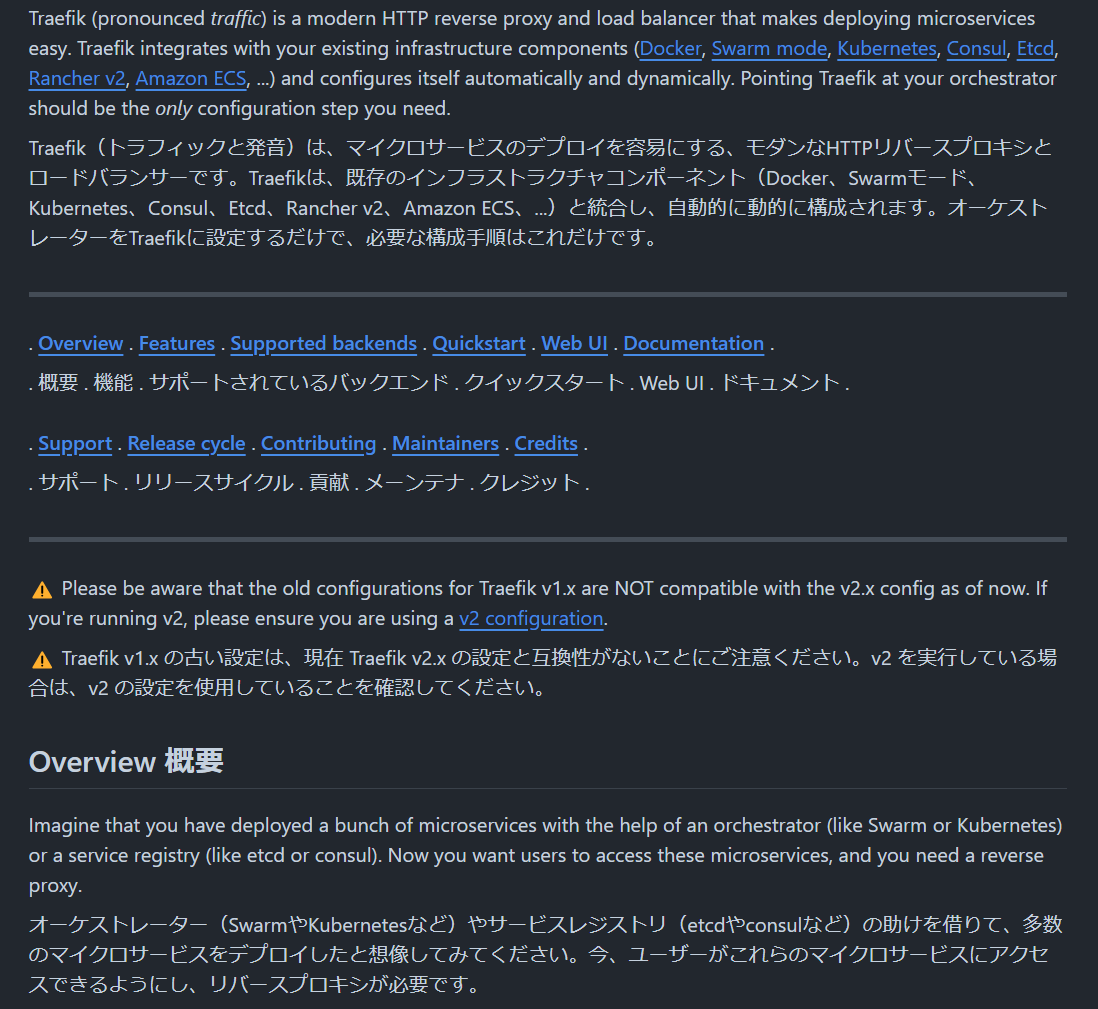 Traefik (pronounced traffic) is a modern HTTP reverse proxy and load balancer that makes deploying microservices
easy. Traefik integrates with your existing infrastructure components (Docker, Swarm mode, Kubernetes, Consul, Etcd,
Rancher v2, Amazon ECS, ...) and configures itself automatically and dynamically. Pointing Traefik at your orchestrator
should be the only configuration step you need.
Traefik（トラフィックと発音）は、マイクロサービスのデプロイを容易にする、モダンなHTTPリバースプロキシと
ロードバランサーです。Traefikは、既存のインフラストラクチャコンポーネント（Docker、Swarmモード、
Kubernetes、Consul、Etcd、Rancher v2、Amazon ECS、...）と統合し、自動的に動的に構成されます。オーケスト
レーターをTraefikに設定するだけで、必要な構成手順はこれだけです。
. Overview . Features . Supported backends . Quickstart . Web UI . Documentation .
. 概要 . 機能 . サポートされているバックエンド . クイックスタート . Web UI . ドキュメント .
. Support . Release cycle . Contributing . Maintainers . Credits .
. サポート . リリースサイクル . 貢献 . メーンテナ . クレジット .
⚠️ Please be aware that the old configurations for Traefik v1.x are NOT compatible with the v2.x config as of now. If
you're running v2, please ensure you are using a v2 configuration.
⚠️ Traefik v1.x の古い設定は、現在 Traefik v2.x の設定と互換性がないことにご注意ください。v2 を実行している場
合は、v2 の設定を使用していることを確認してください。
Overview 概要
Imagine that you have deployed a bunch of microservices with the help of an orchestrator (like Swarm or Kubernetes)
or a service registry (like etcd or consul). Now you want users to access these microservices, and you need a reverse
proxy.
オーケストレーター（SwarmやKubernetesなど）やサービスレジストリ（etcdやconsulなど）の助けを借りて、多数
のマイクロサービスをデプロイしたと想像してみてください。今、ユーザーがこれらのマイクロサービスにアクセ
スできるようにし、リバースプロキシが必要です。